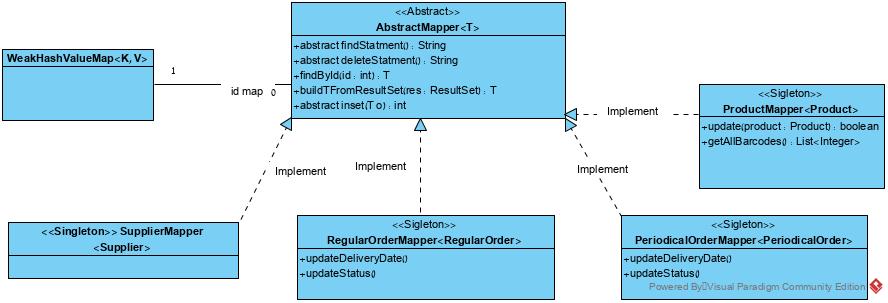 <<Abstract>>
AbstractMapper<T>
+abstract findStatment() : String
+abstract deleteStatment() : String
+findById(id : int) : T
+buildTFromResultSet(res : ResultSet) : T
+abstract inset(T o) : int
WeakHashValueMap<K, V>
1
id map
0
<<Sigleton>>
ProductMapper<Product>
+update(product : Product) : boolean
+getAllBarcodes() : List<Integer>
Implement
Implement
Implement
Implement
<<Singleton>> SupplierMapper
<Supplier>
<<Sigleton>>
RegularOrderMapper<RegularOrder>
+updateDeliveryDate()
+updateStatus()
<<Sigleton>>
PeriodicalOrderMapper<PeriodicalOrder>
+updateDeliveryDate()
+updateStatus()
Powered By Visual Paradigm Community Edition